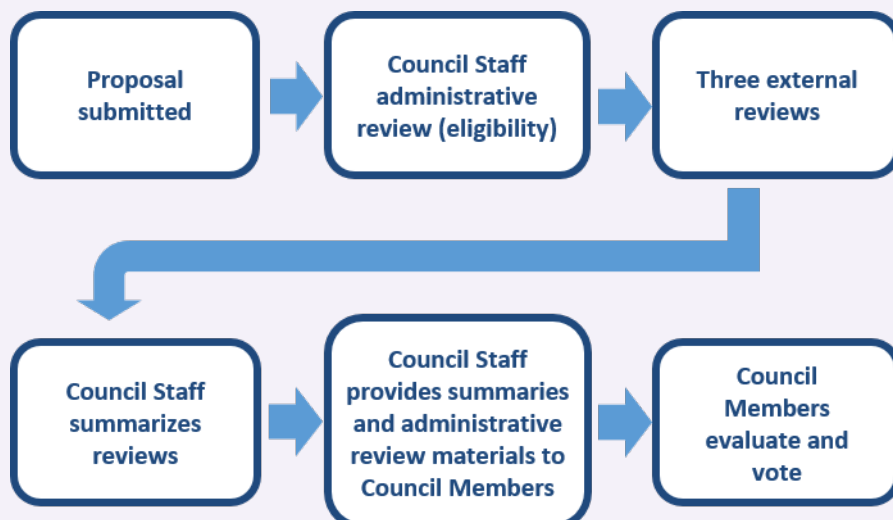 Proposal
submitted
Council Staff
administrative
review (eligibility)
Three external
reviews
Council Staff
summarizes
reviews
Council Staff
provides summaries
and administrative
review materials to
Council Members
Council
Members
evaluate and
vote